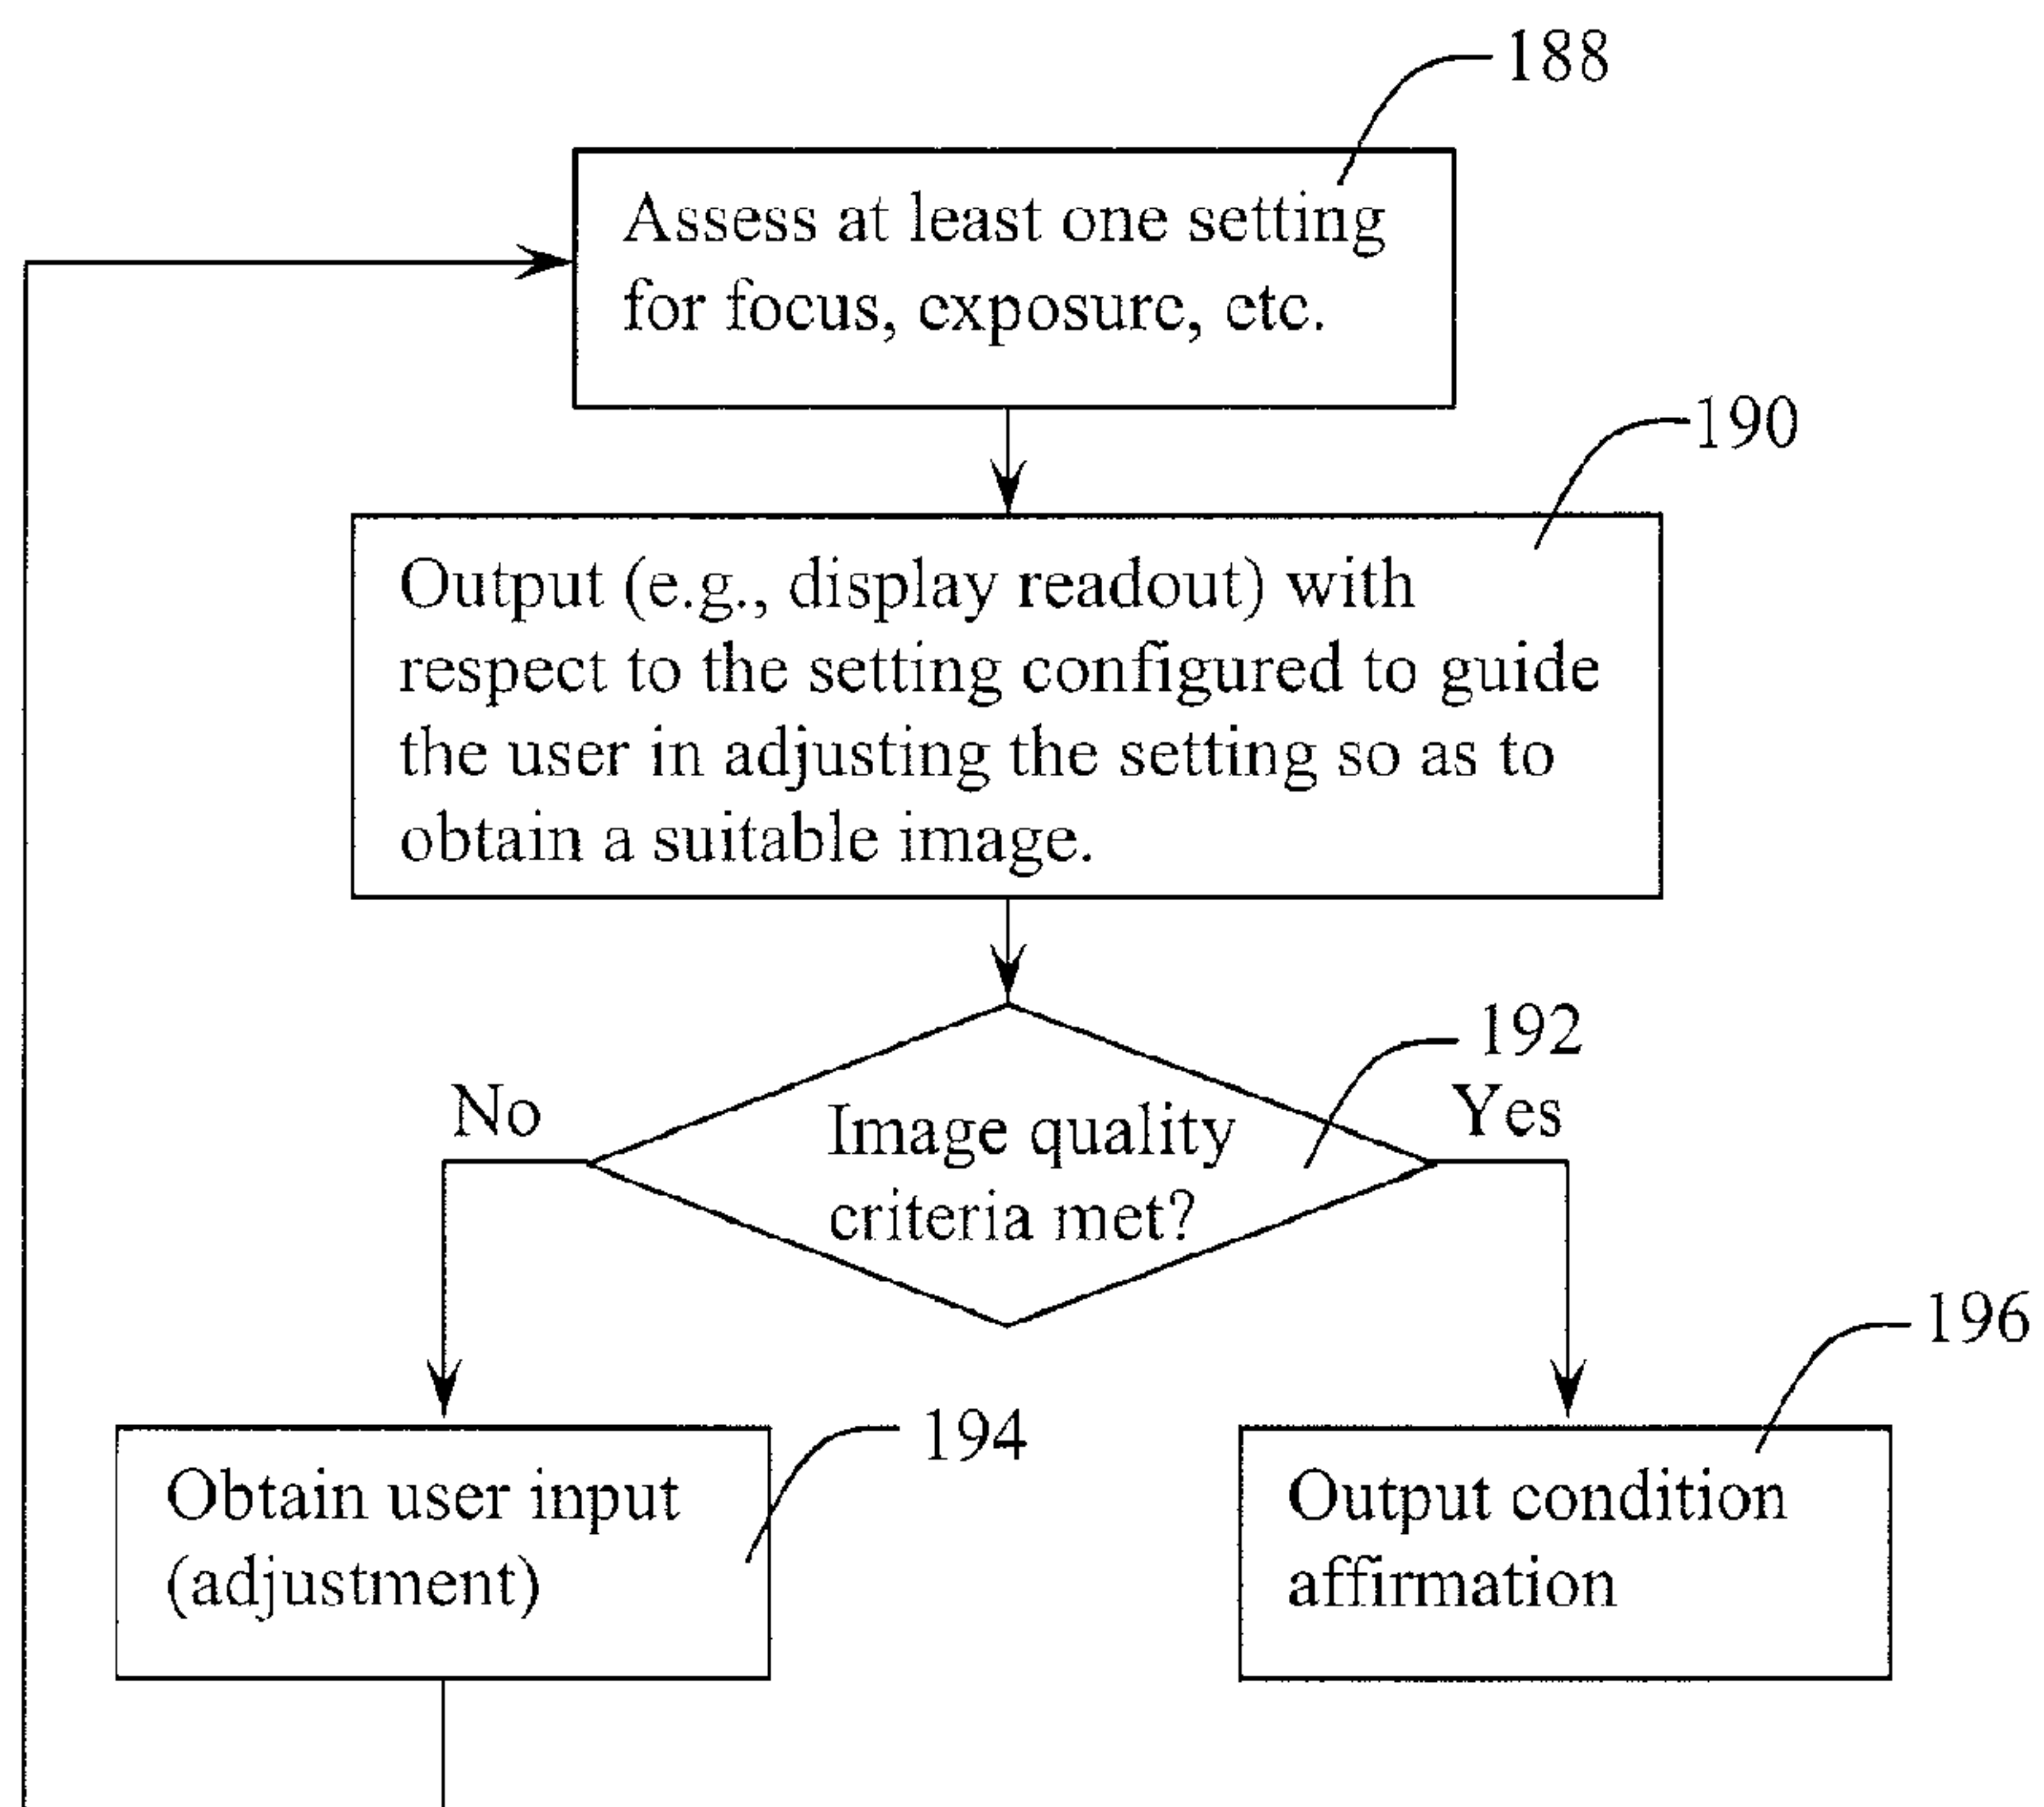 188
Assess at least one setting
for focus, exposure, etc.
190
Output (e.g., display readout) with
respect to the setting configured to guide
the user in adjusting the setting so as to
obtain a suitable image.
192
No
Yes
Image quality
criteria met?
196
194
Obtain user input
(adjustment)
Output condition
affirmation